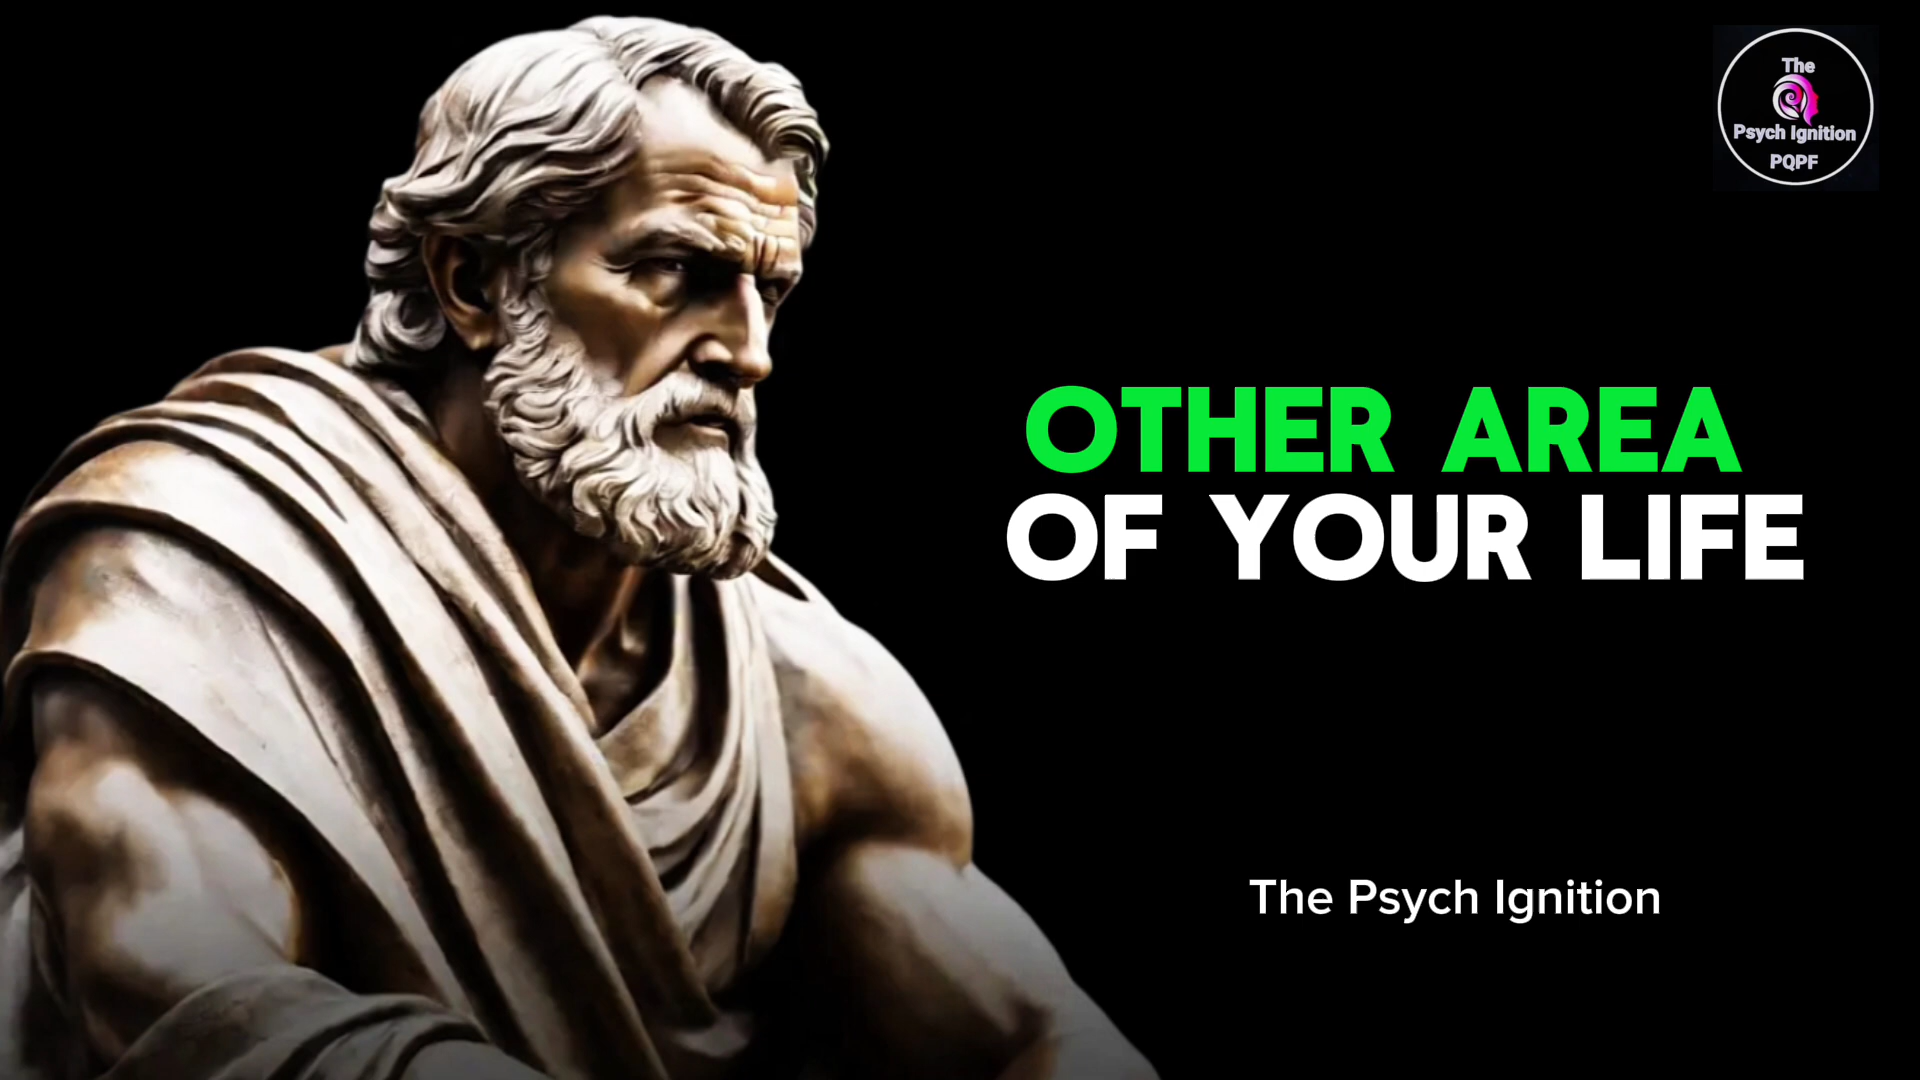 The
Psych Ignition
PQPF
OTHER AREA
OF YOUR LIFE
The Psych Ignition